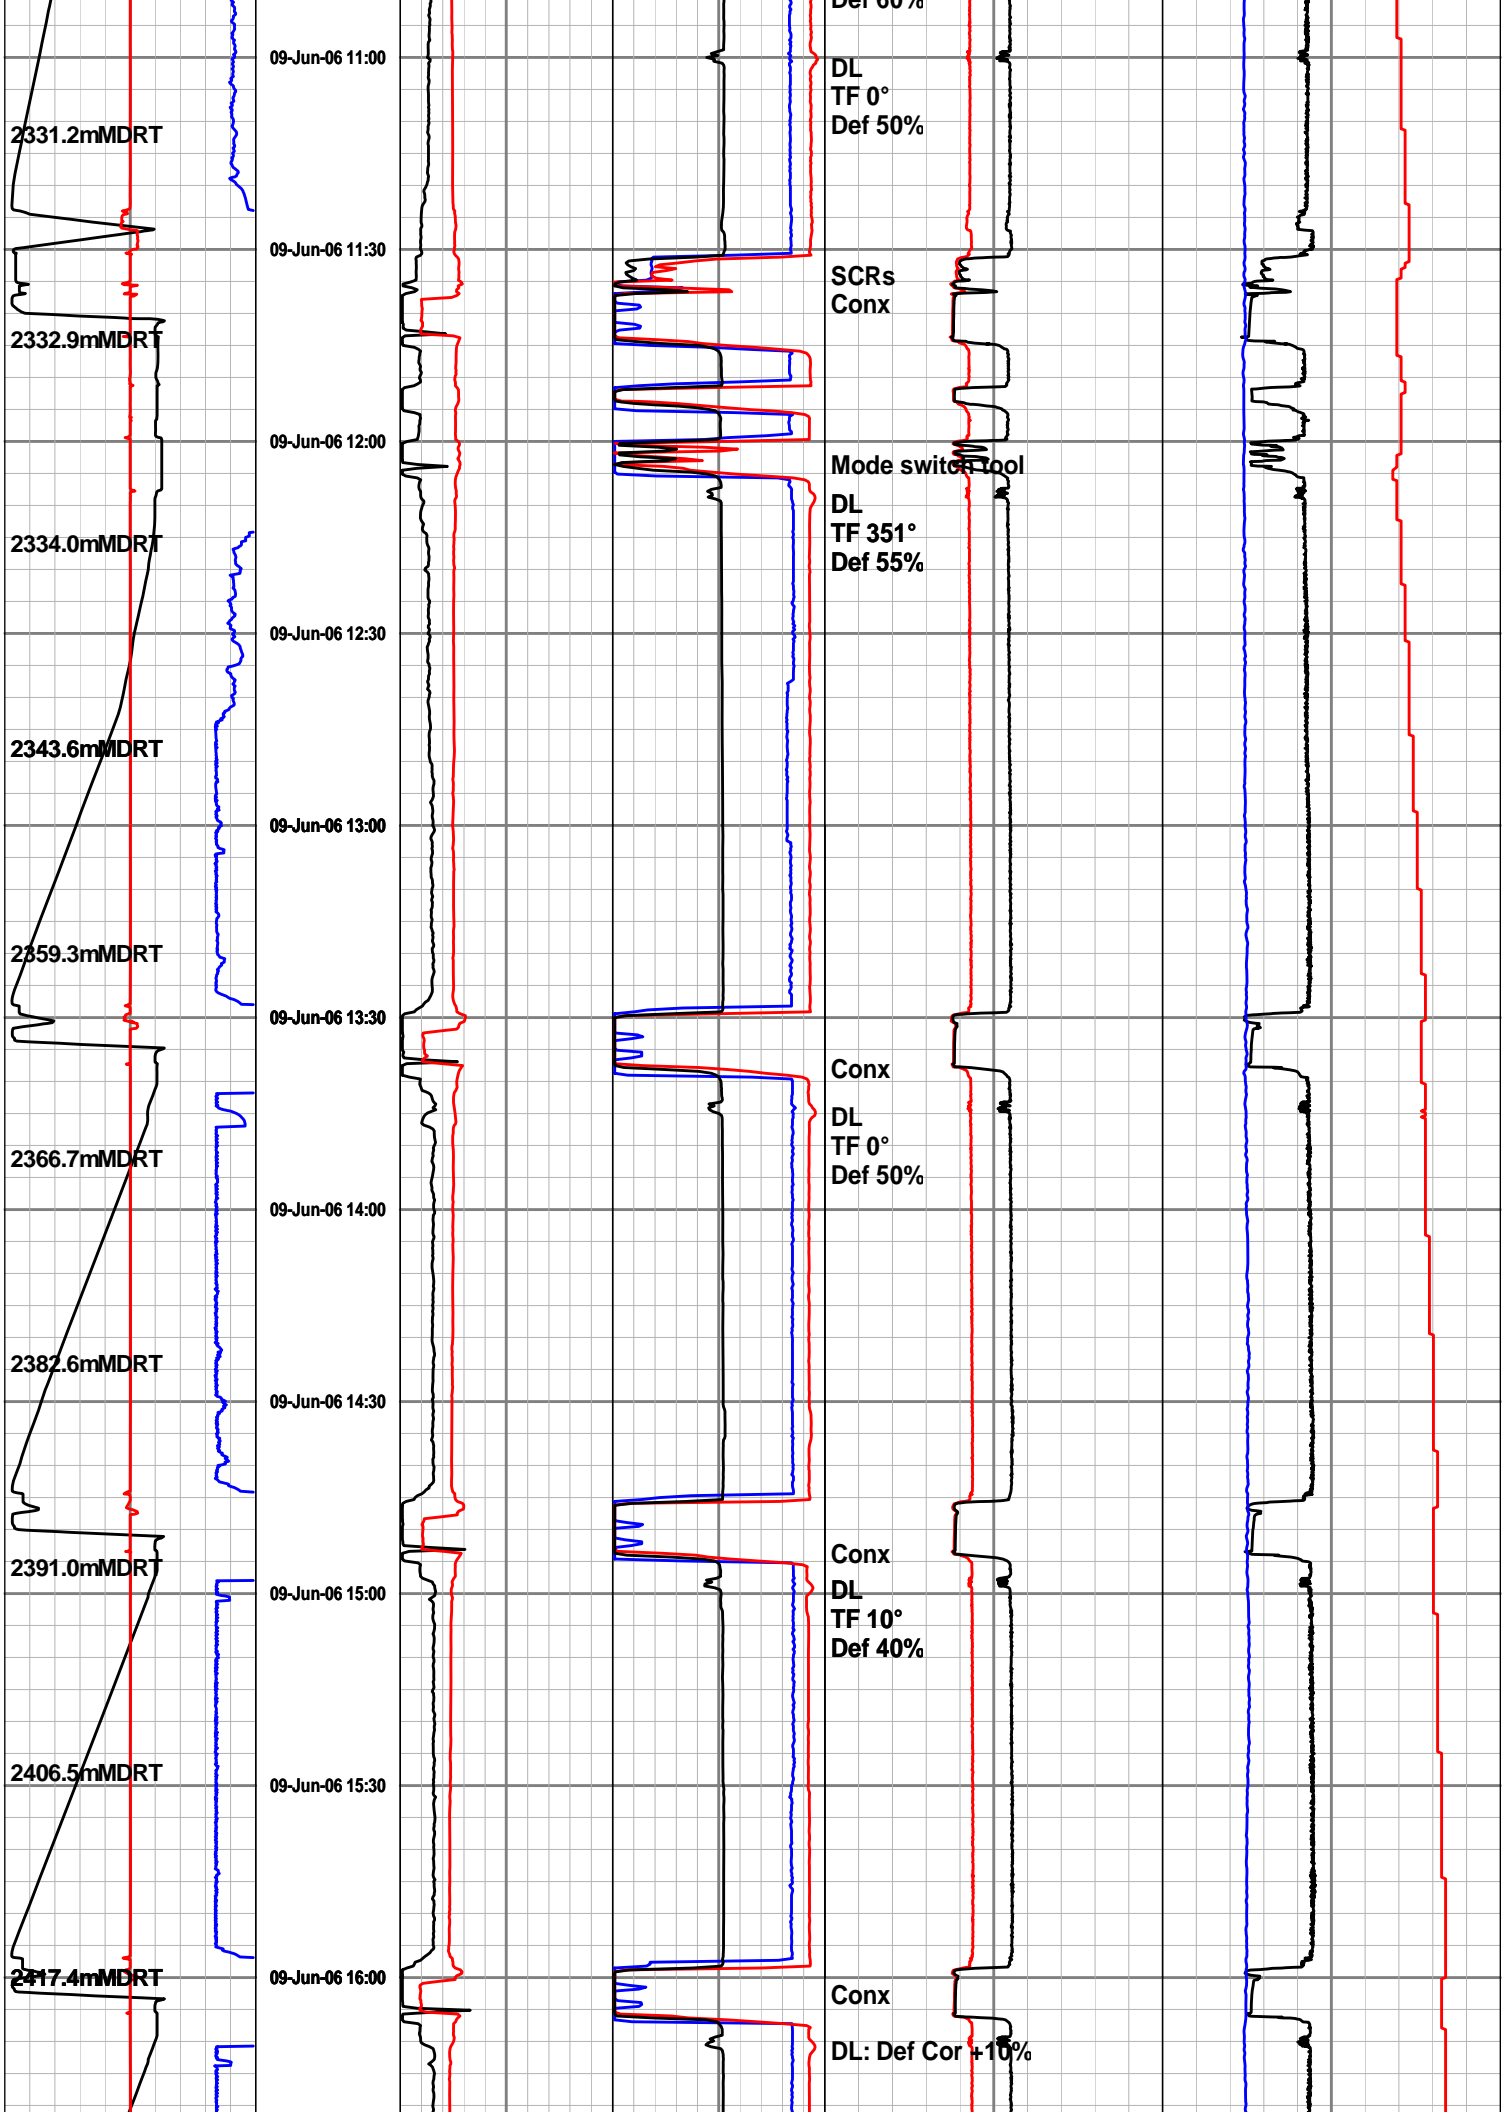 Def 60%
09-Jun-06 11:00
DL
TF 0°
Def 50%
2331.2mMDRT
09-Jun-06 11:30
SCRs
Conx
2332.9mMDRT
09-Jun-06 12:00
Mode switch tool
DL
TF 351°
Def 55%
2334.0mMDRT
09-Jun-06 12:30
2343.6mMDRT
09-Jun-06 13:00
2359.3mMDRT
09-Jun-06 13:30
Conx
DL
TF 0°
Def 50%
2366.7mMDRT
09-Jun-06 14:00
2382.6mMDRT
09-Jun-06 14:30
Conx
2391.0mMDRT
09-Jun-06 15:00
DL
TF 10°
Def 40%
2406.5mMDRT
09-Jun-06 15:30
2417.4mMDRT
09-Jun-06 16:00
Conx
DL: Def Cor +10%